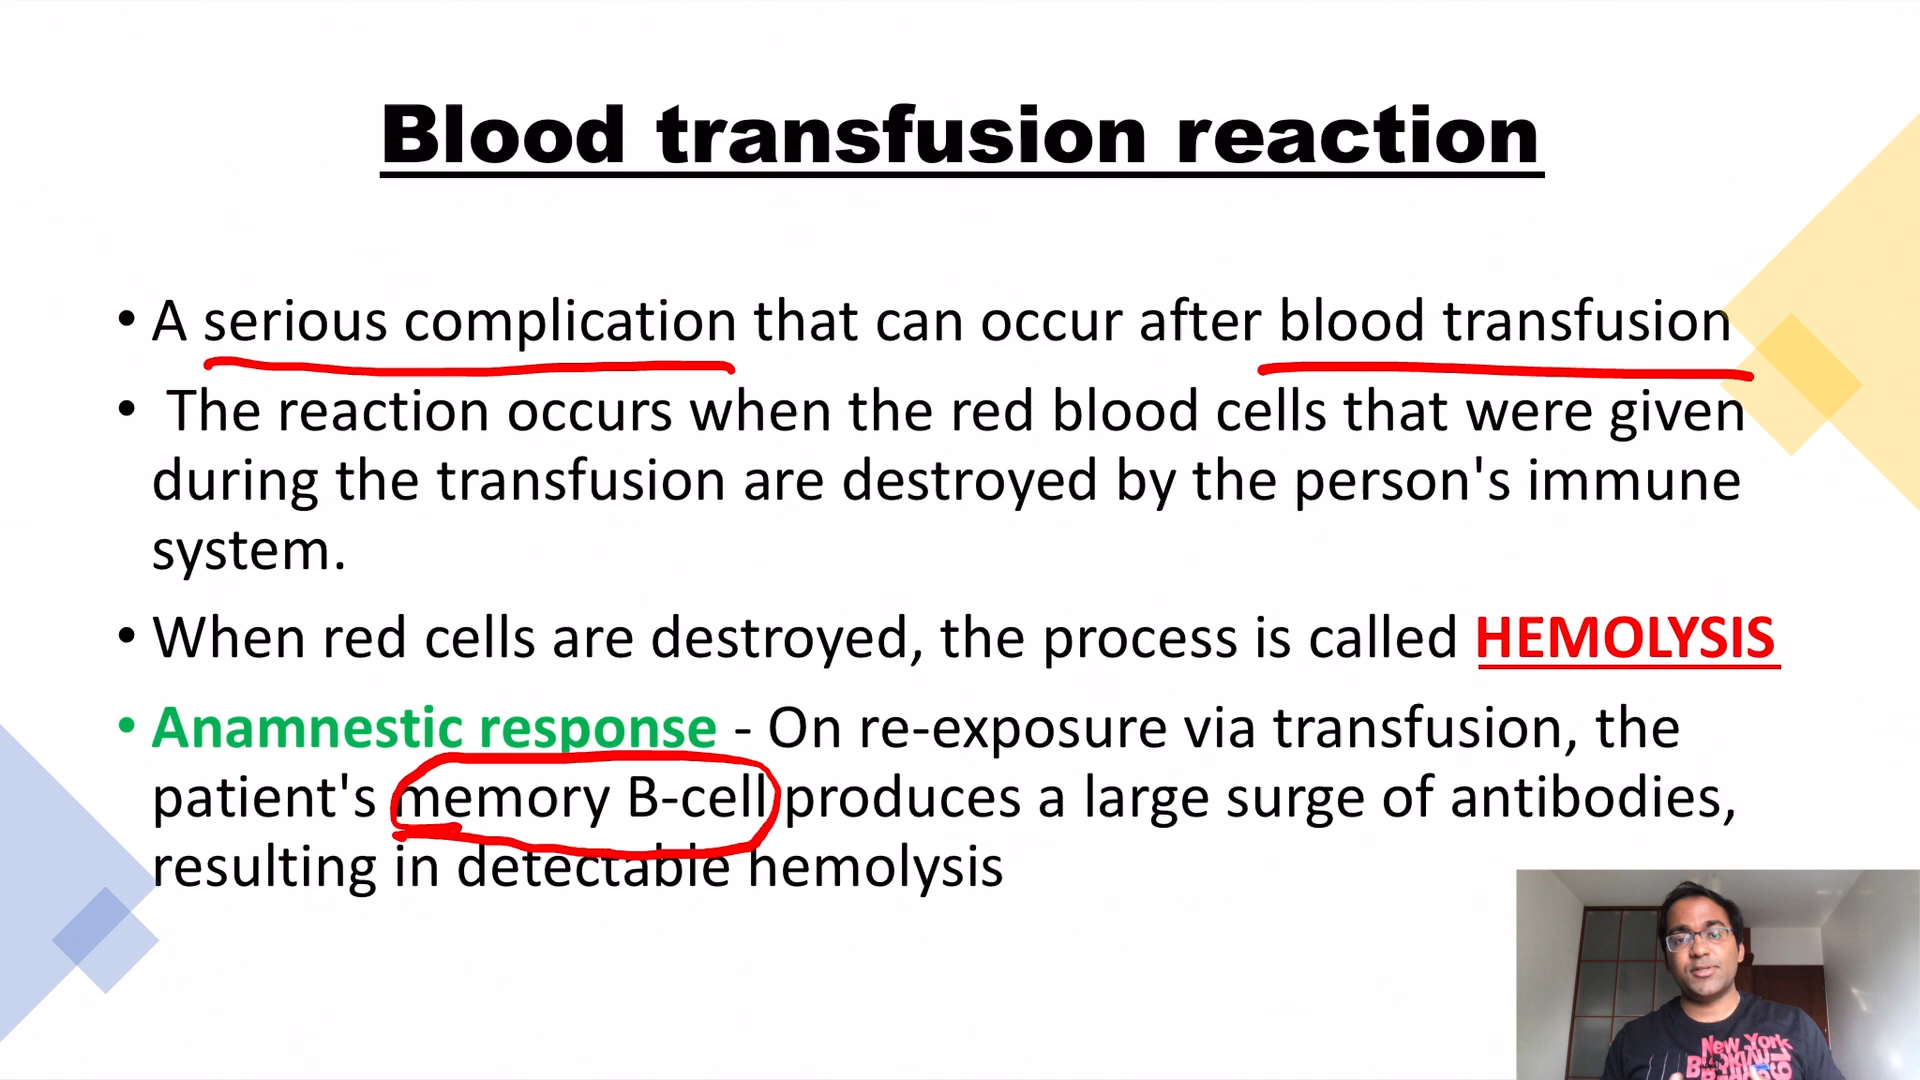 Blood transfusion reaction
• A serious complication that can occur after blood transfusion
• The reaction occurs when the red blood cells that were given
during the transfusion are destroyed by the person's immune
system.
• When red cells are destroyed, the process is called HEMOLYSIS
• Anamnestic response - On re-exposure via transfusion, the
patient's memory B-cell produces a large surge of antibodies,
resulting in detectable hemolysis
New York